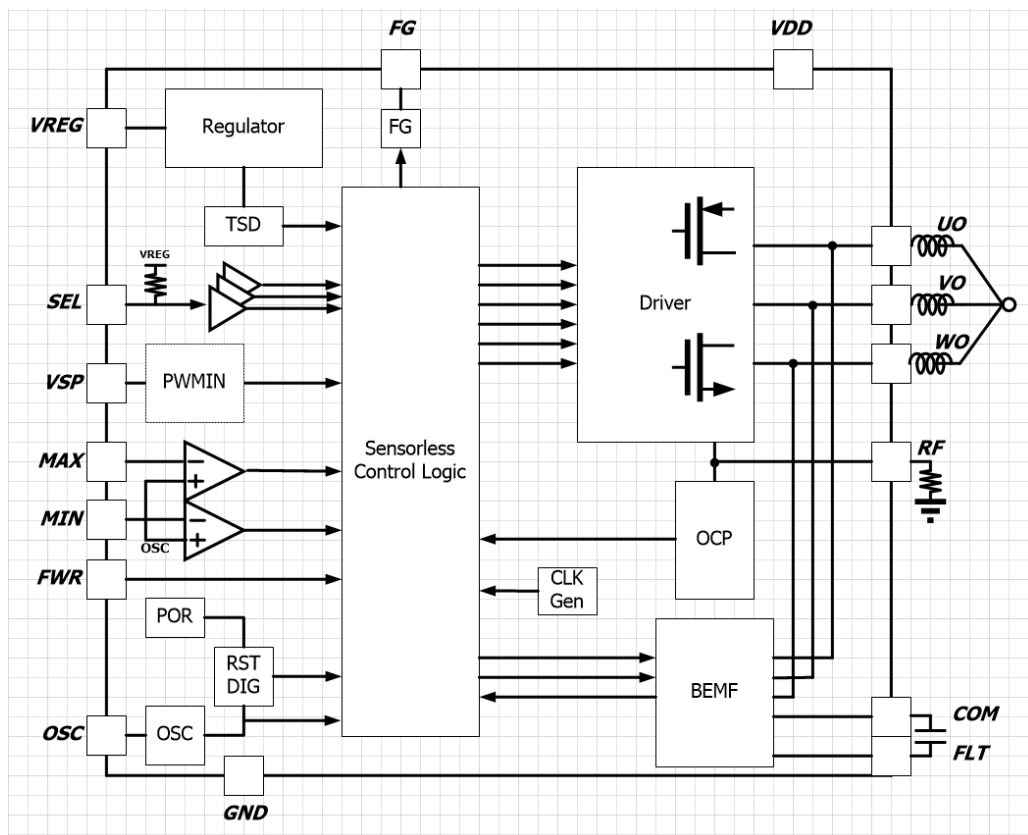 FG
VDD
VREG
Regulator
FG
TSD
UO
VREG
SEL
VO
Driver
WO
VSP
PWMIN
MAX
Sensorless
Control Logic
RF
MIN
OSC
OCP
FWR
CLK
Gen
POR
RST
DIG
BEMF
OSC
OSC
COM
FLT
GND